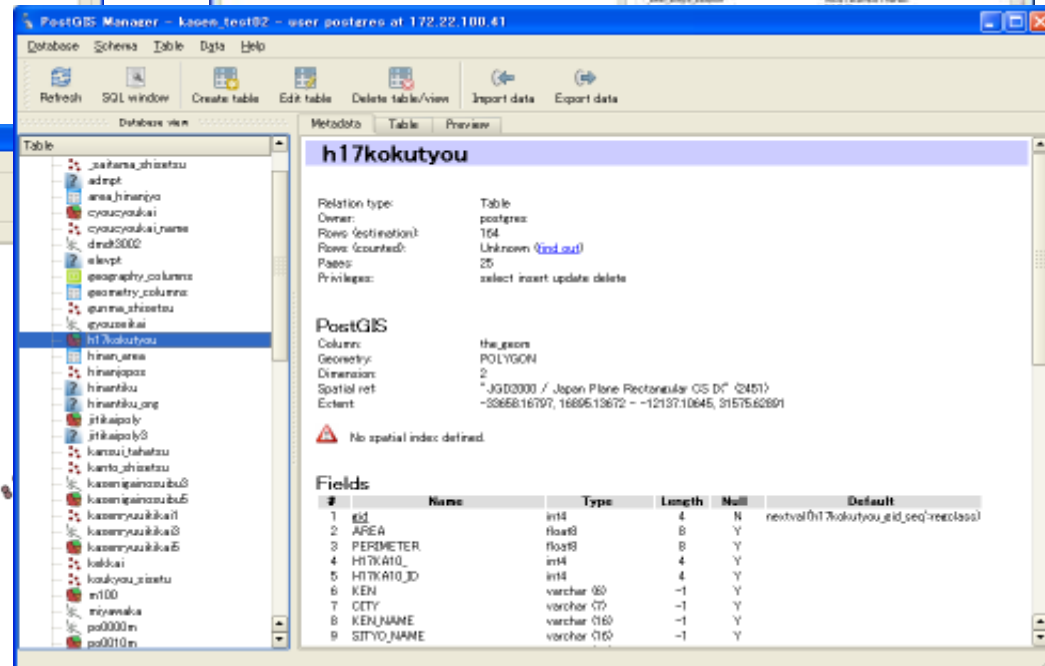 PostGIS Manager - kasen_test02 - user postgres at 172.22.100.41
Database Schema Table Data Help
Refresh SQL window Create table Edit table Delete table/view Import data Export data
Database view
Metadata Table Preview
Table
_saitama_shisetsu
admpt
area_hinanjyo
cyoucyoukai
cyoucyoukai_name
dmdt3002
elevpt
geography_columns
geometry_columns
gunma_shisetsu
gyouseikai
h17kokutyou
hinan_area
hinanjopos
hinantiku
hinantiku_org
jitikaipoly
jitikaipoly3
kansui_tahatsu
kanto_shisetsu
kasenigainosuibu3
kasenigainosuibu5
kasenryuuikikai1
kasenryuuikikai3
kasenryuuikikai5
kekkai
koukyou_sisetu
m100
miyawaka
po0000m
po0010m
h17kokutyou
Relation type: Table
Owner: postgres
Rows (estimation): 164
Rows (counted): Unknown (find out)
Pages: 25
Privileges: select insert update delete
PostGIS
Column: the_geom
Geometry: POLYGON
Dimension: 2
Spatial ref: "JGD2000 / Japan Plane Rectangular CS IX" (2451)
Extent: -33658.16797, 16895.13672 - -12137.10645, 31575.62891
No spatial index defined.
Fields
# Name Type Length Null Default
1 gid int4 4 N nextval('h17kokutyou_gid_seq'::regclass)
2 AREA float8 8 Y
3 PERIMETER float8 8 Y
4 H17KA10_ int4 4 Y
5 H17KA10_ID int4 4 Y
6 KEN varchar (6) -1 Y
7 CITY varchar (7) -1 Y
8 KEN_NAME varchar (16) -1 Y
9 SITYO_NAME varchar (16) -1 Y